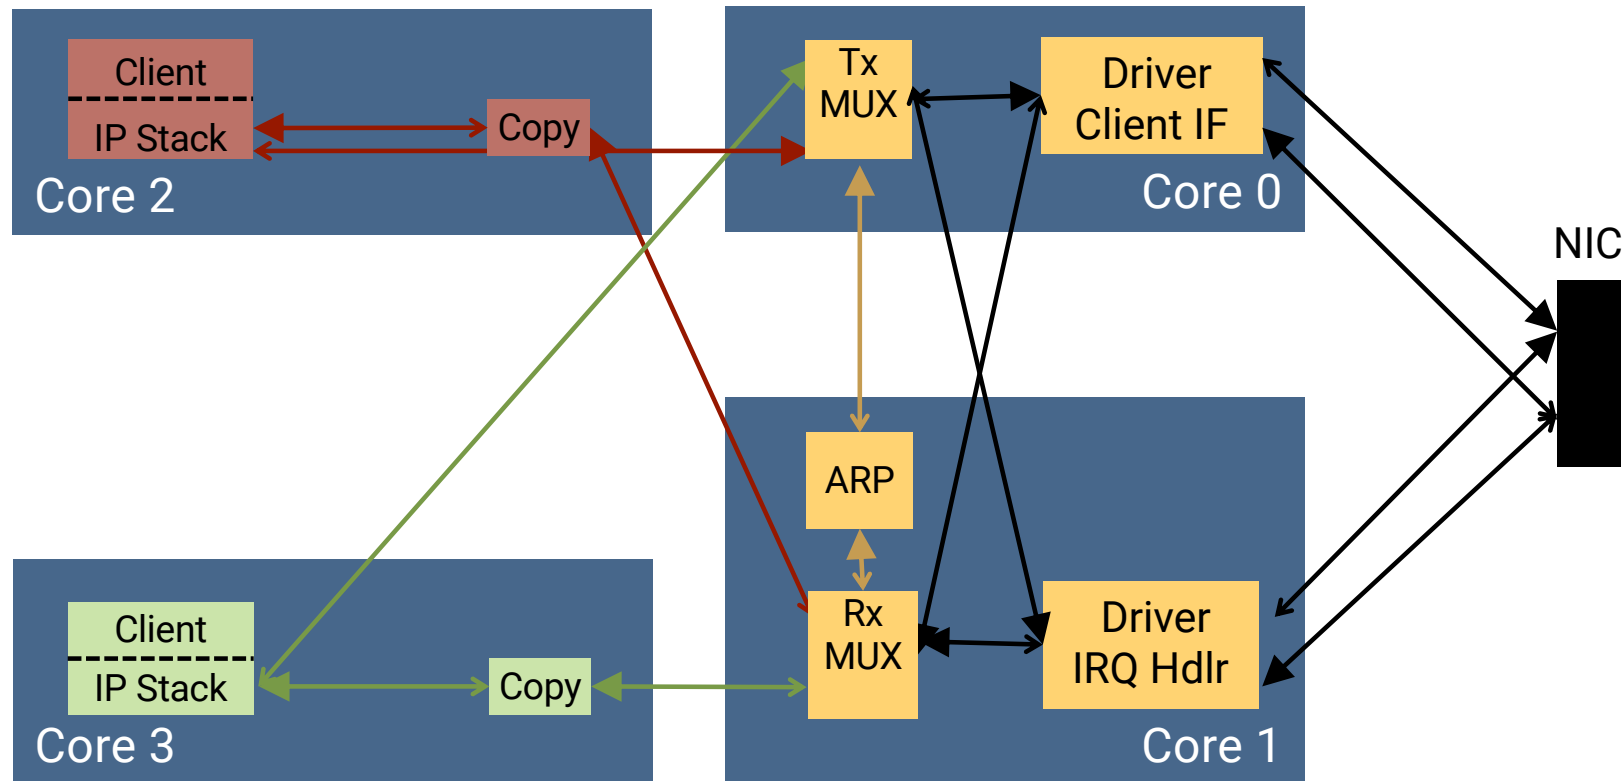 Client
IP Stack
Copy
Core 2
Tx
MUX
Driver
Client IF
Core 0
NIC
ARP
Rx
MUX
Driver
IRQ Hdlr
Core 1
Client
IP Stack
Copy
Core 3